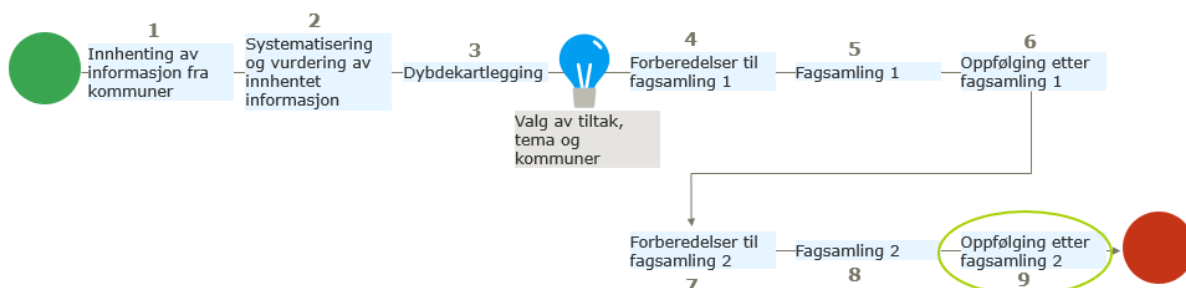 1
Innhenting av
informasjon fra
kommuner
2
Systematisering
og vurdering av
innhentet
informasjon
3
Dybdekartlegging
Valg av tiltak,
tema og
kommuner
4
Forberedelser til
fagsamling 1
5
Fagsamling 1
6
Oppfølging etter
fagsamling 1
Forberedelser til
fagsamling 2
7
Fagsamling 2
8
Oppfølging etter
fagsamling 2
9